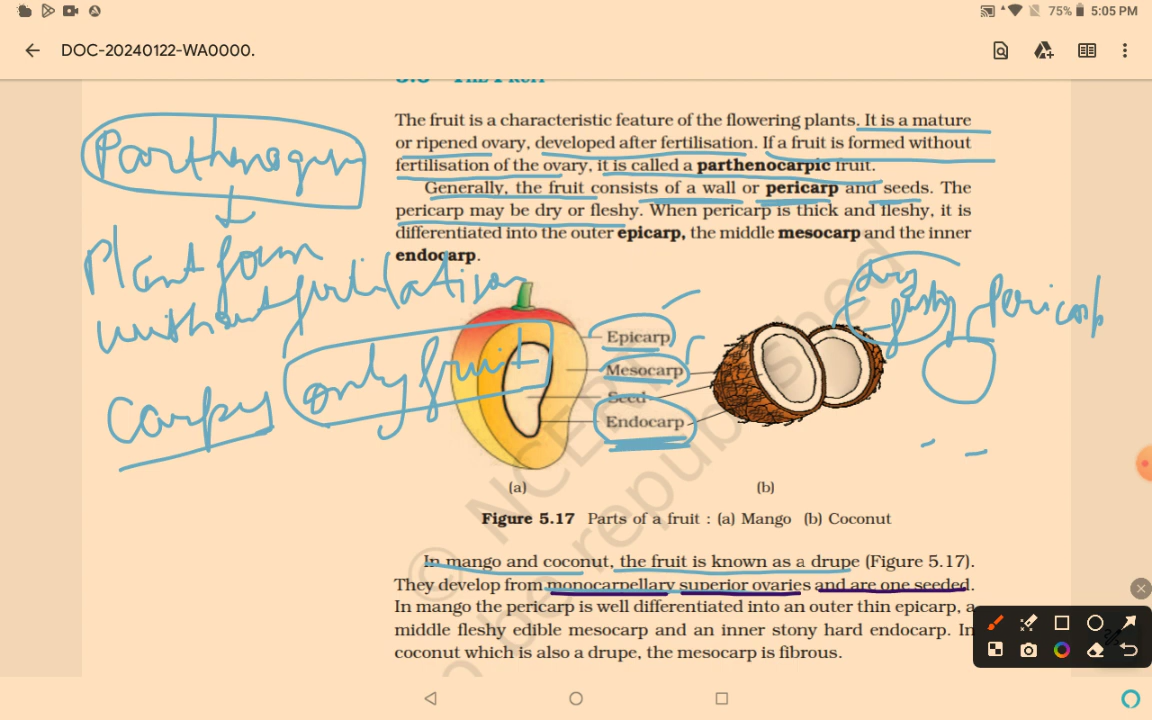 75% 5:05 PM
DOC-20240122-WA0000.
The fruit is a characteristic feature of the flowering plants. It is a mature
or ripened ovary, developed after fertilisation. If a fruit is formed without
fertilisation of the ovary, it is called a parthenocarpic fruit.
Generally, the fruit consists of a wall or pericarp and seeds. The
pericarp may be dry or fleshy. When pericarp is thick and fleshy, it is
differentiated into the outer epicarp, the middle mesocarp and the inner
endocarp.
Plant form
without
carpy only fruit
dry
fleshy Pericarp
Epicarp
Mesocarp
Seed
Endocarp
(a) (b)
Figure 5.17 Parts of a fruit : (a) Mango (b) Coconut
In mango and coconut, the fruit is known as a drupe (Figure 5.17).
They develop from monocarpellary superior ovaries and are one seeded.
In mango the pericarp is well differentiated into an outer thin epicarp, a
middle fleshy edible mesocarp and an inner stony hard endocarp. In
coconut which is also a drupe, the mesocarp is fibrous.
© NCERT
be republished